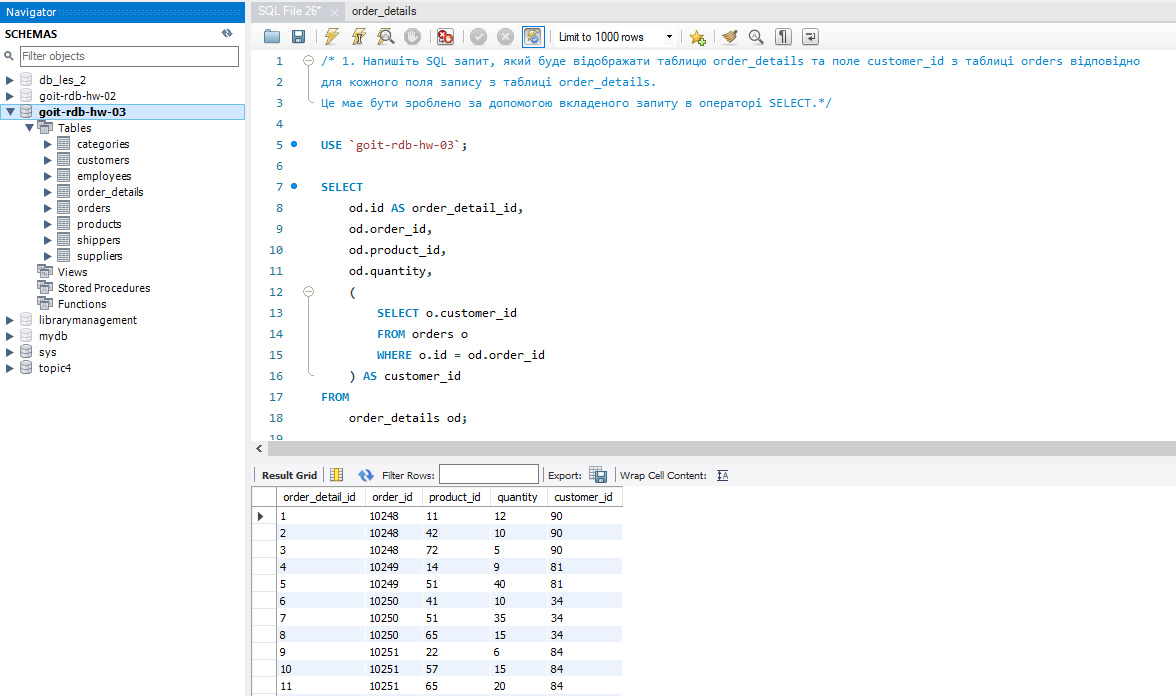 Navigator
SCHEMAS
Filter objects
db_les_2
goit-rdb-hw-02
goit-rdb-hw-03
Tables
categories
customers
employees
order_details
orders
products
shippers
suppliers
Views
Stored Procedures
Functions
librarymanagement
mydb
sys
topic4
SQL File 26* order_details
Limit to 1000 rows
1 /* 1. Напишіть SQL запит, який буде відображати таблицю order_details та поле customer_id з таблиці orders відповідно
2 для кожного поля запису з таблиці order_details.
3 Це має бути зроблено за допомогою вкладеного запиту в операторі SELECT.*/
4
5 USE `goit-rdb-hw-03`;
6
7 SELECT
8 od.id AS order_detail_id,
9 od.order_id,
10 od.product_id,
11 od.quantity,
12 (
13 SELECT o.customer_id
14 FROM orders o
15 WHERE o.id = od.order_id
16 ) AS customer_id
17 FROM
18 order_details od;
19
Result Grid Filter Rows: Export: Wrap Cell Content:
order_detail_id order_id product_id quantity customer_id
1 10248 11 12 90
2 10248 42 10 90
3 10248 72 5 90
4 10249 14 9 81
5 10249 51 40 81
6 10250 41 10 34
7 10250 51 35 34
8 10250 65 15 34
9 10251 22 6 84
10 10251 57 15 84
11 10251 65 20 84